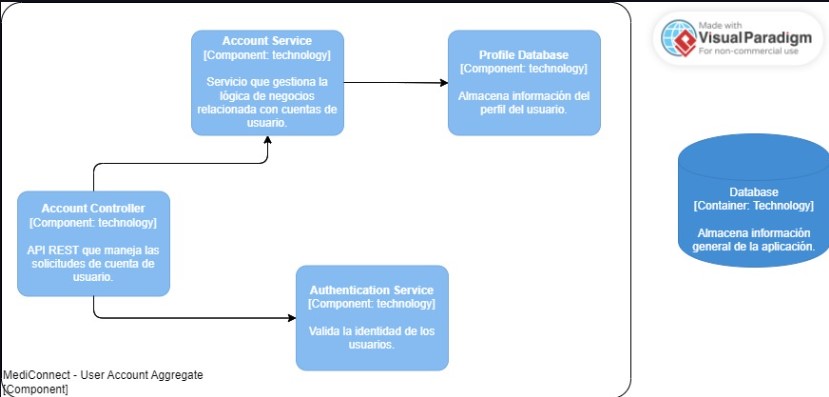 Account Service
[Component: technology]
Servicio que gestiona la
lógica de negocios
relacionada con cuentas de
usuario.
Profile Database
[Component: technology]
Almacena información del
perfil del usuario.
Made with
Visual Paradigm
For non-commercial use
Account Controller
[Component: technology]
API REST que maneja las
solicitudes de cuenta de
usuario.
Database
[Container: Technology]
Almacena información
general de la aplicación.
Authentication Service
[Component: technology]
Valida la identidad de los
usuarios.
MediConnect - User Account Aggregate
[Component]